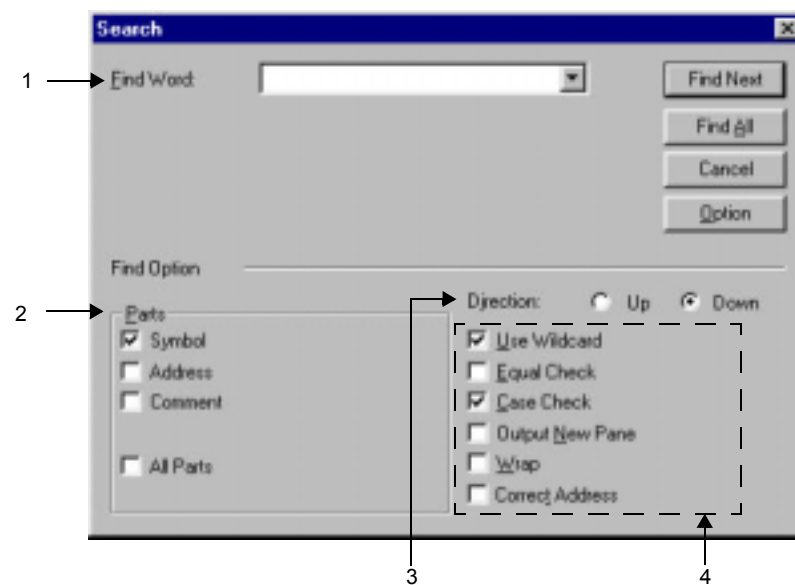 Search
1
Find Word:
Find Next
Find All
Cancel
Option
Find Option
2
Parts
Symbol
Address
Comment
All Parts
Direction: Up Down
Use Wildcard
Equal Check
Case Check
Output New Pane
Wrap
Correct Address
3
4